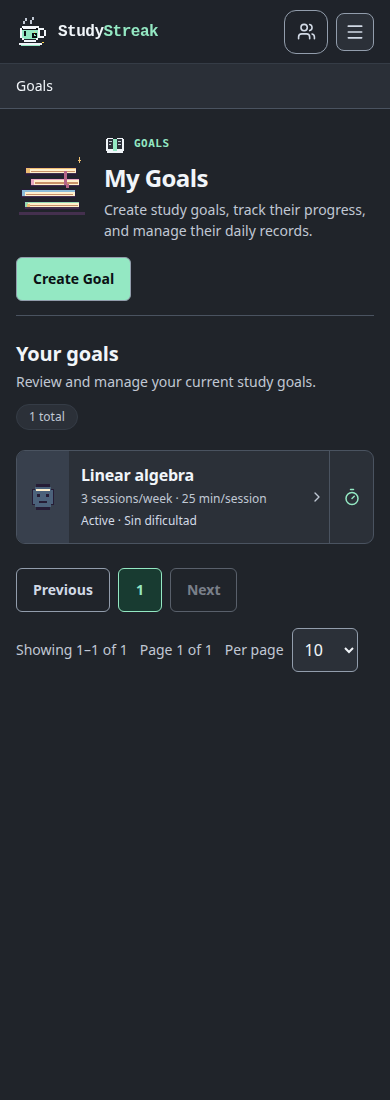 StudyStreak
Goals
GOALS
My Goals
Create study goals, track their progress,
and manage their daily records.
Create Goal
Your goals
Review and manage your current study goals.
1 total
Linear algebra
3 sessions/week · 25 min/session
Active · Sin dificultad
Previous 1 Next
Showing 1–1 of 1 Page 1 of 1 Per page 10